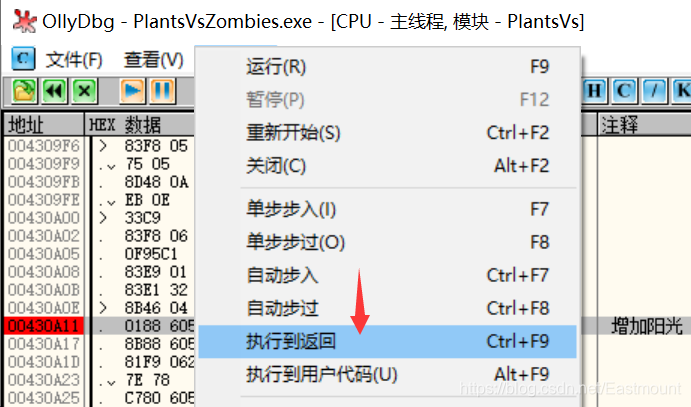 OllyDbg - PlantsVsZombies.exe - [CPU - 主线程, 模块 - PlantsVs]
C 文件(F) 查看(V)
H C / K
地址 HEX 数据 注释
运行(R) F9
暂停(P) F12
重新开始(S) Ctrl+F2
关闭(C) Alt+F2
单步步入(I) F7
单步步过(O) F8
自动步入 Ctrl+F7
自动步过 Ctrl+F8
执行到返回 Ctrl+F9
执行到用户代码(U) Alt+F9
004309F6 > 83F8 05
004309F9 .⌄ 75 05
004309FB . 8D48 0A
004309FE .⌄ EB 0E
00430A00 > 33C9
00430A02 . 83F8 06
00430A05 . 0F95C1
00430A08 . 83E9 01
00430A0B . 83E1 32
00430A0E > 8B46 04
00430A11 . 0188 605 增加阳光
00430A17 . 8B88 605
00430A1D . 81F9 062
00430A23 .⌄ 7E 78
00430A25 . C780 605
https://blog.csdn.net/Eastmount